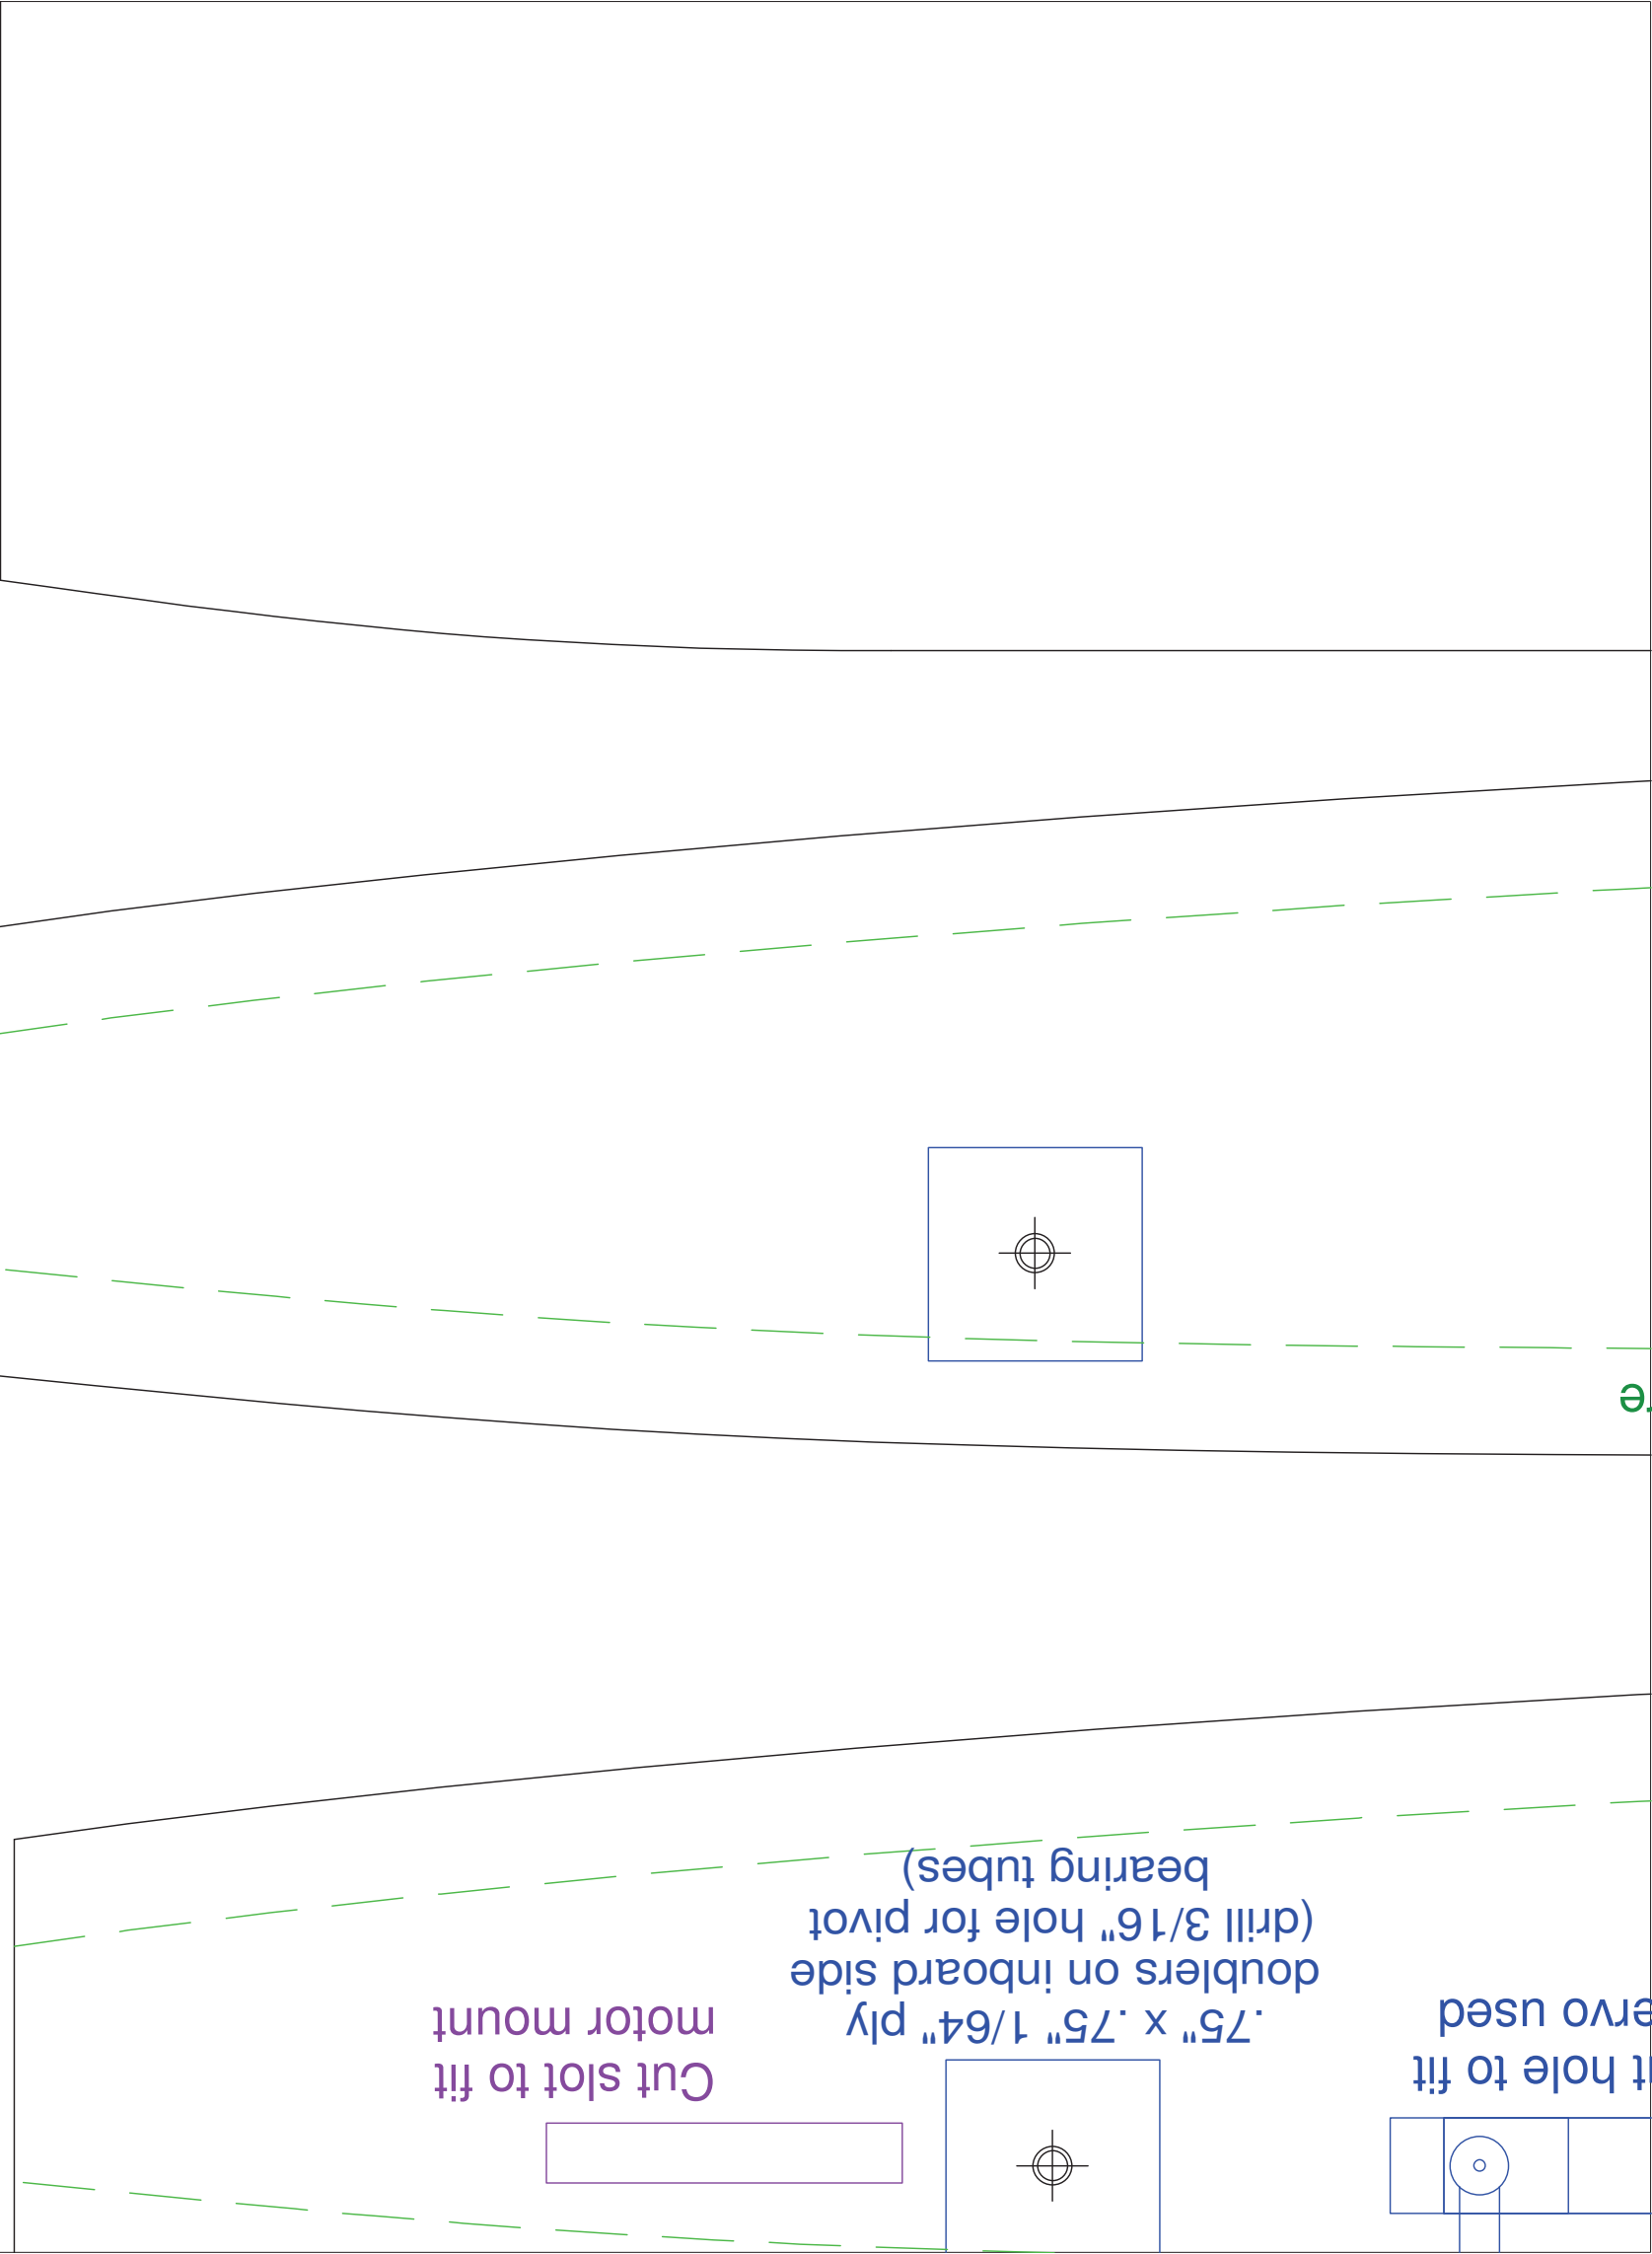 Cut slot to fit
motor mount
.75" x .75" 1/64" ply
doublers on inboard side
(drill 3/16" hole for pivot
bearing tubes)
hole to fit
used